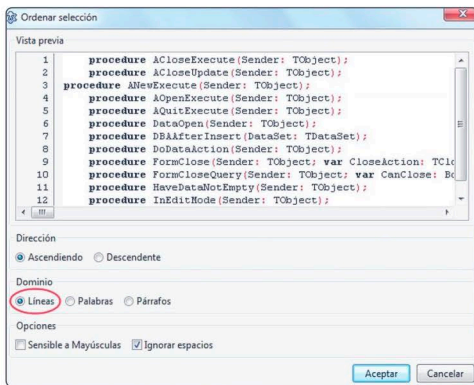 Ordenar selección
Vista previa
1 procedure ACloseExecute(Sender: TObject);
2 procedure ACloseUpdate(Sender: TObject);
3 procedure ANewExecute(Sender: TObject);
4 procedure AOpenExecute(Sender: TObject);
5 procedure AQuitExecute(Sender: TObject);
6 procedure DataOpen(Sender: TObject);
7 procedure DBAAfterInsert(DataSet: TDataSet);
8 procedure DoDataAction(Sender: TObject);
9 procedure FormClose(Sender: TObject; var CloseAction: TClo
10 procedure FormCloseQuery(Sender: TObject; var CanClose: Bo
11 procedure HaveDataNotEmpty(Sender: TObject);
12 procedure InEditMode(Sender: TObject);
Dirección
Ascendiendo Descendente
Dominio
Líneas Palabras Párrafos
Opciones
Sensible a Mayúsculas Ignorar espacios
Aceptar Cancelar